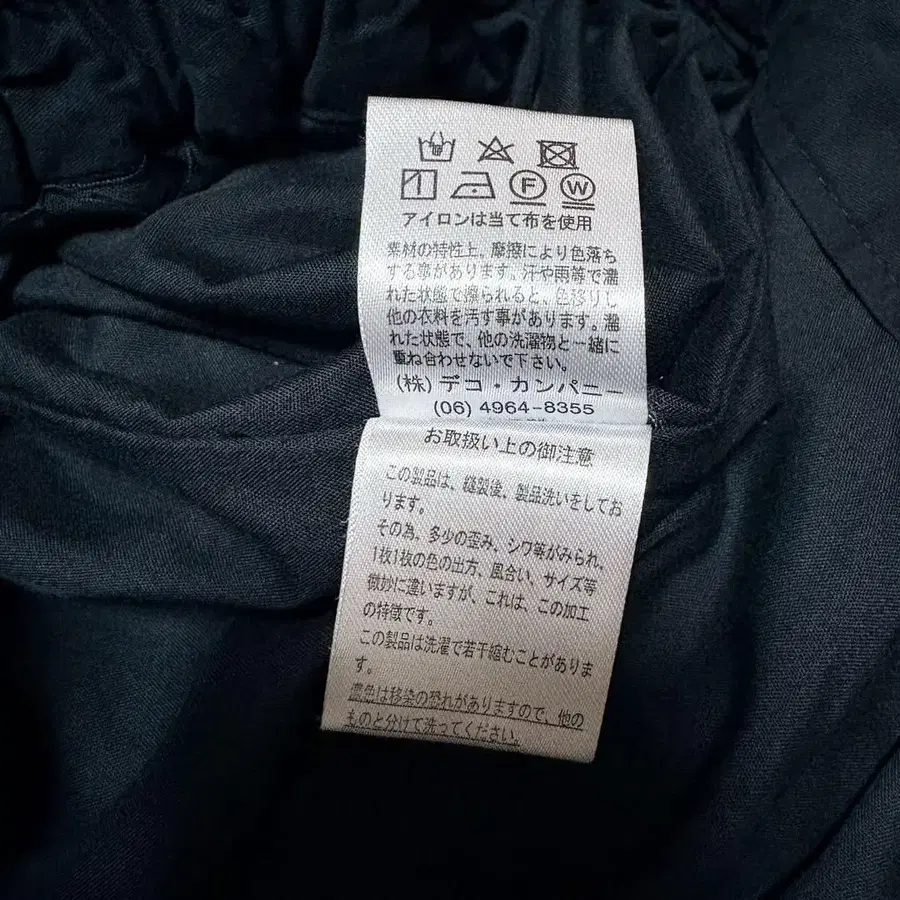 F W
アイロンは当て布を使用
素材の特性上、摩擦により色落ち
する事があります。汗や雨等で濡
れた状態で擦られると、色移りし
他の衣料を汚す事があります。濡
れた状態で、他の洗濯物と一緒に
重ね合わせないで下さい。
(株)デコ・カンパニー
(06) 4964-8355
お取扱い上の御注意
この製品は、縫製後、製品洗いをしてお
ります。
その為、多少の歪み、シワ等がみられ、
1枚1枚の色の出方、風合い、サイズ等
微妙に違いますが、これは、この加工
の特徴です。
この製品は洗濯で若干縮むことがありま
す。
濃色は移染の恐れがありますので、他の
ものと分けて洗ってください。